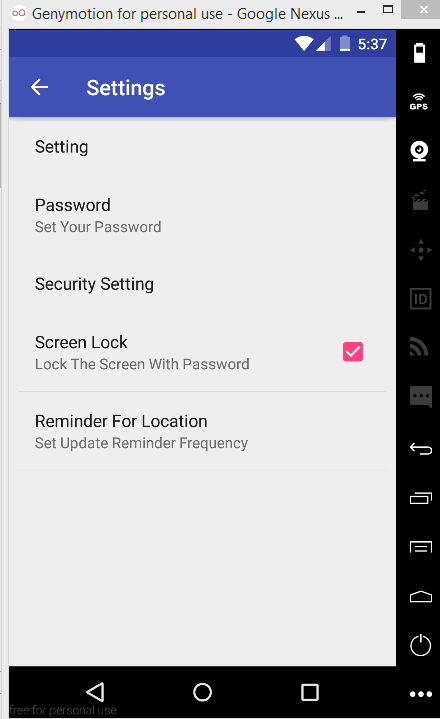 Genymotion for personal use - Google Nexus ...
5:37
Settings
Setting
Password
Set Your Password
Security Setting
Screen Lock
Lock The Screen With Password
Reminder For Location
Set Update Reminder Frequency
GPS
ID
free for personal use